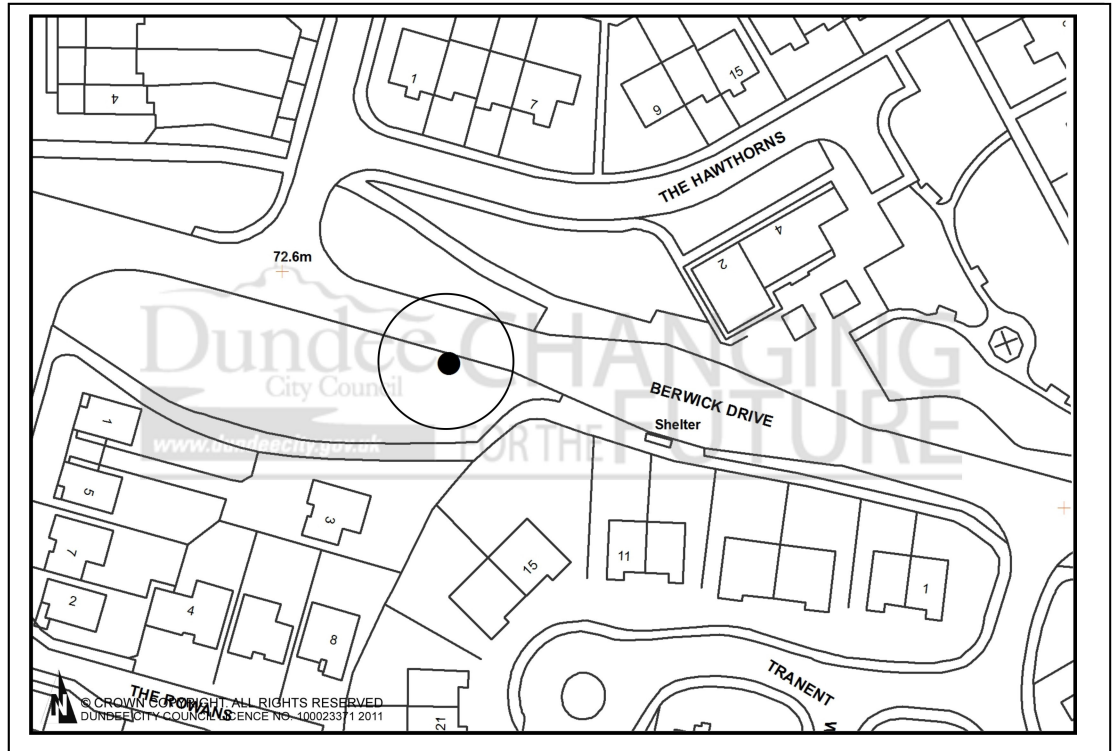 4
1
7
9
15
THE HAWTHORNS
2
4
72.6m
Dundee
City Council
CHANGING
FOR THE FUTURE
www.dundeecity.gov.uk
BERWICK DRIVE
Shelter
1
5
7
2
3
4
8
15
11
1
21
TRANENT
THE ROWANS
N
© CROWN COPYRIGHT. ALL RIGHTS RESERVED
DUNDEE CITY COUNCIL LICENCE NO. 100023371 2011